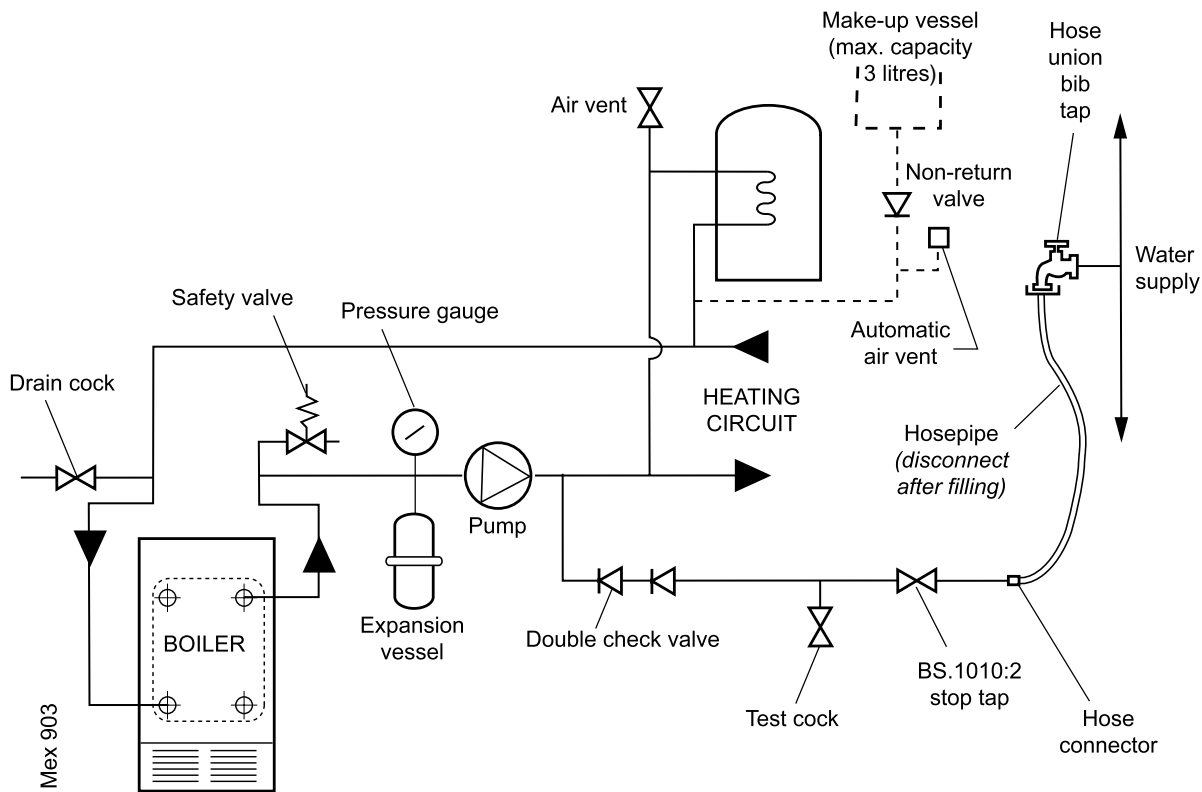 Make-up vessel
(max. capacity
3 litres)
Hose
union
bib
tap
Air vent
Non-return
valve
Water
supply
Safety valve
Pressure gauge
Automatic
air vent
Drain cock
HEATING
CIRCUIT
Hosepipe
(disconnect
after filling)
Pump
Expansion
vessel
Double check valve
BOILER
BS.1010:2
stop tap
Test cock
Hose
connector
Mex 903